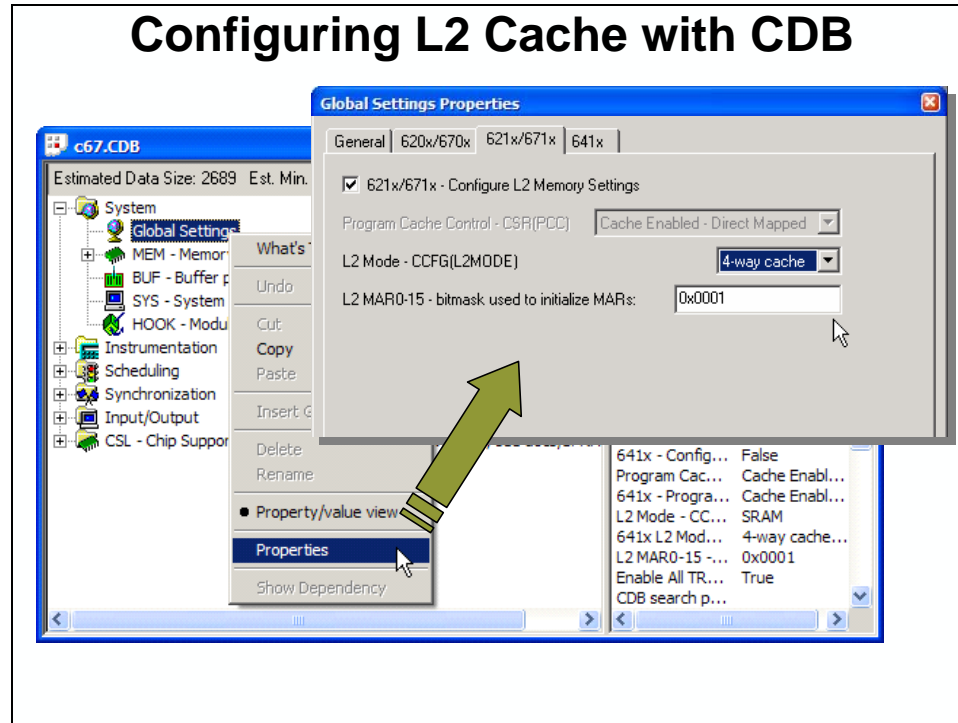 Configuring L2 Cache with CDB
Global Settings Properties
General 620x/670x 621x/671x 641x
621x/671x - Configure L2 Memory Settings
Program Cache Control - CSR(PCC) Cache Enabled - Direct Mapped
L2 Mode - CCFG(L2MODE) 4-way cache
L2 MAR0-15 - bitmask used to initialize MARs: 0x0001
c67.CDB
Estimated Data Size: 2689 Est. Min.
System
Global Settings
MEM - Memor
BUF - Buffer p
SYS - System
HOOK - Modu
Instrumentation
Scheduling
Synchronization
Input/Output
CSL - Chip Suppor
What's
Undo
Cut
Copy
Paste
Insert
Delete
Rename
Property/value view
Properties
Show Dependency
641x - Config... False
Program Cac... Cache Enabl...
641x - Progra... Cache Enabl...
L2 Mode - CC... SRAM
641x L2 Mod... 4-way cache...
L2 MAR0-15 -... 0x0001
Enable All TR... True
CDB search p...